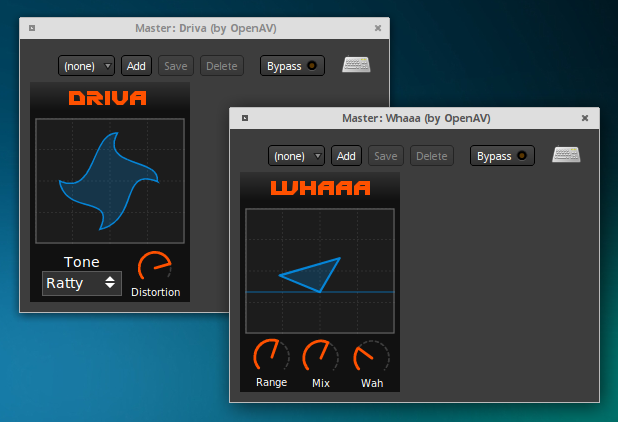 Master: Driva (by OpenAV)
(none) Add Save Delete Bypass
DRIVA
Tone
Ratty
Distortion
Master: Whaaa (by OpenAV)
(none) Add Save Delete Bypass
WHAAA
Range Mix Wah